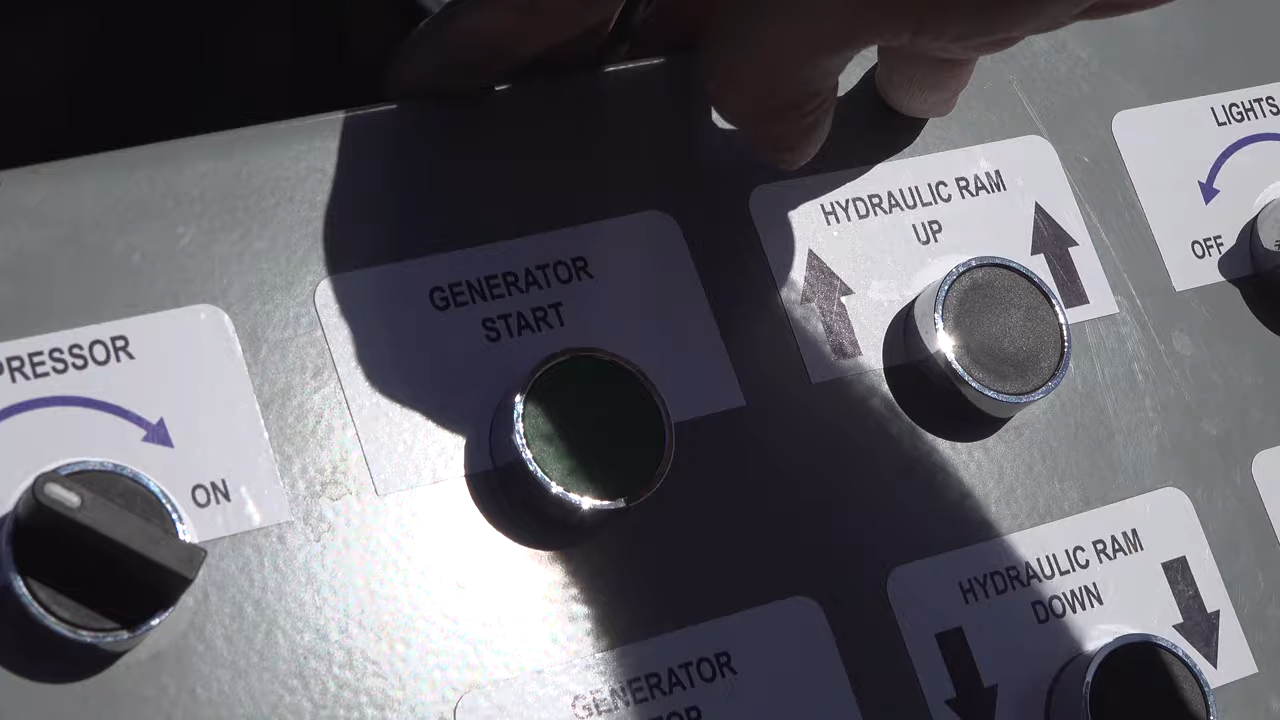 PRESSOR
ON
GENERATOR
START
HYDRAULIC RAM
UP
LIGHTS
OFF
GENERATOR
HYDRAULIC RAM
DOWN